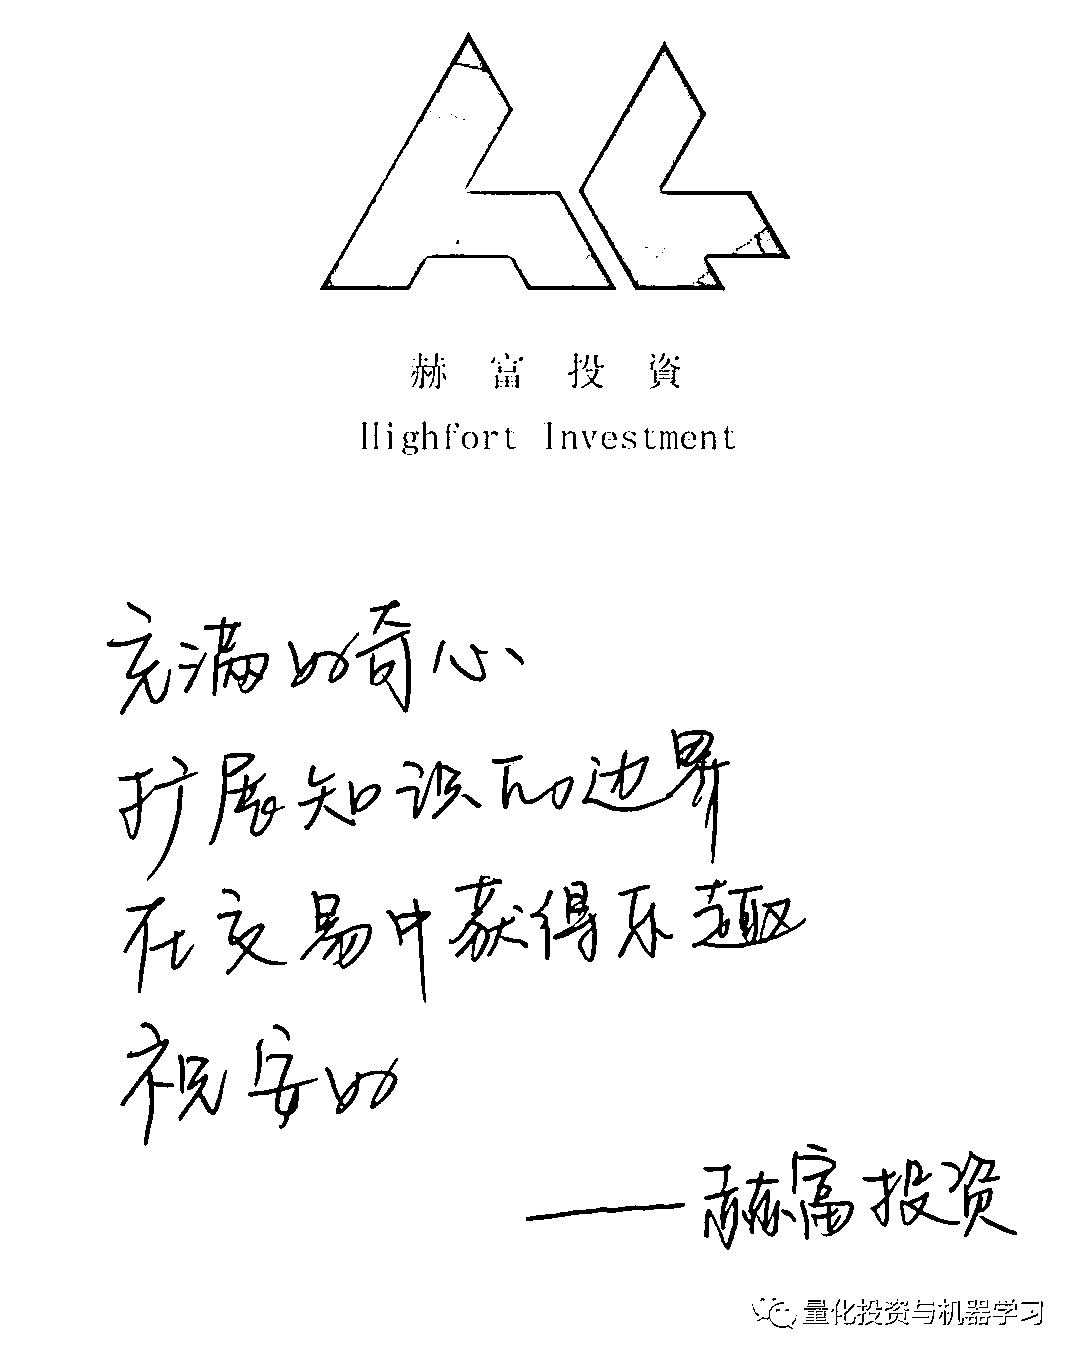 赫富投資
Highfort Investment
充满好奇心
扩展知识的边界
在交易中获得乐趣
祝安好
——赫富投资
量化投资与机器学习